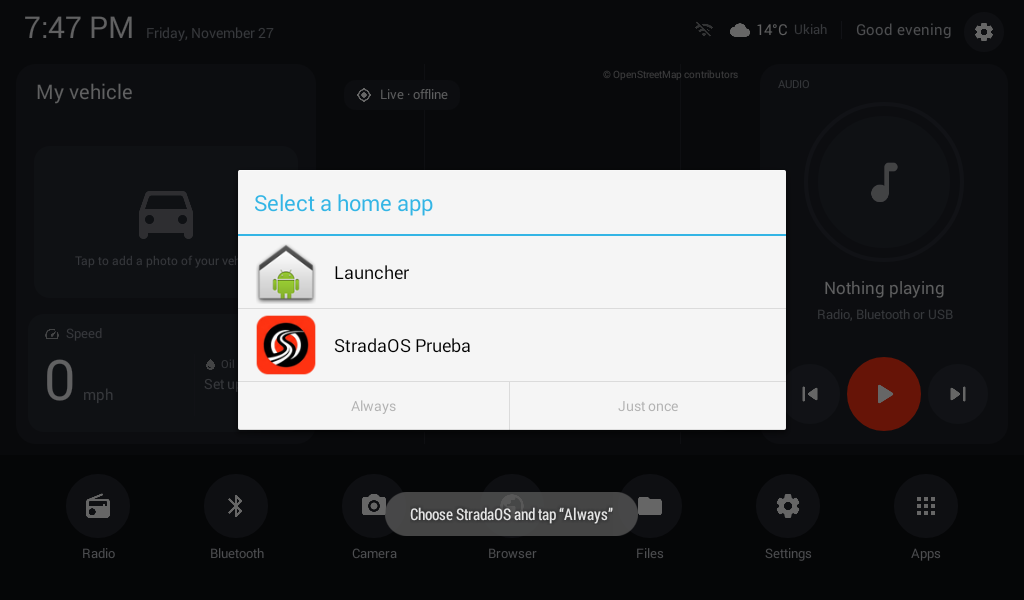 7:47 PM
Friday, November 27
14°C Ukiah
Good evening
My vehicle
Live · offline
© OpenStreetMap contributors
AUDIO
Tap to add a photo of your
Select a home app
Launcher
StradaOS Prueba
Always
Just once
Nothing playing
Radio, Bluetooth or USB
Speed
0 mph
Oil
Set up
Choose StradaOS and tap “Always”
Radio
Bluetooth
Camera
Browser
Files
Settings
Apps